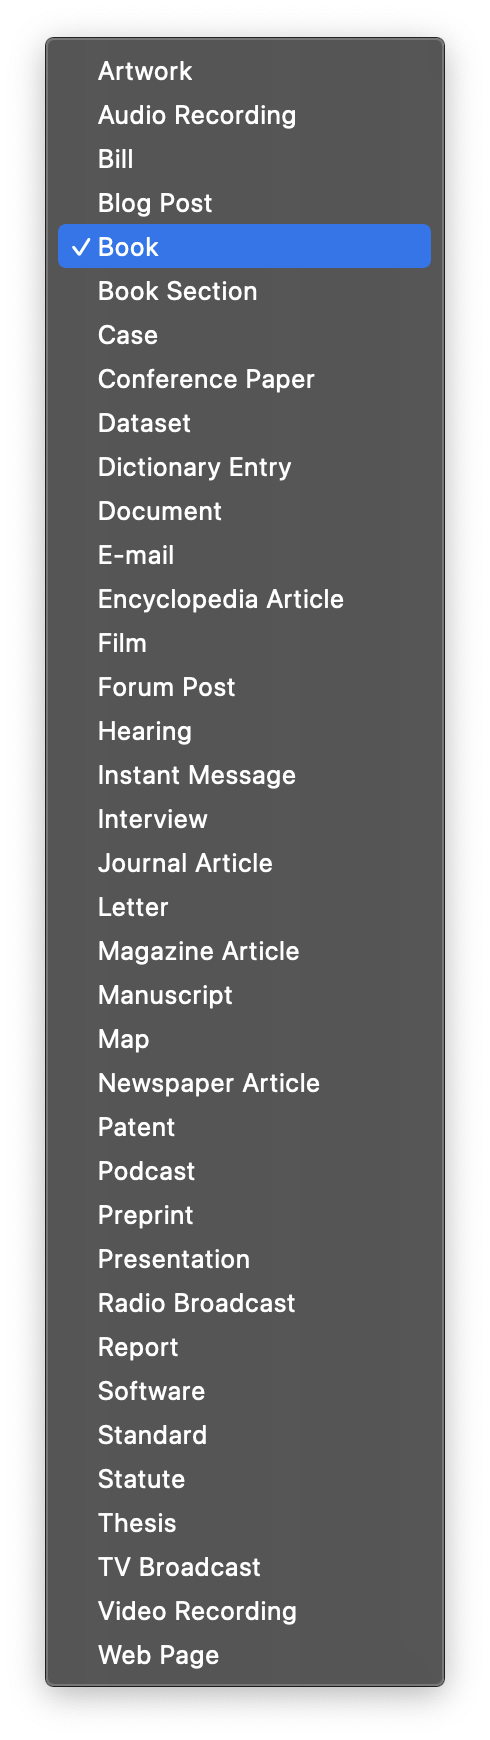 Artwork
Audio Recording
Bill
Blog Post
✓ Book
Book Section
Case
Conference Paper
Dataset
Dictionary Entry
Document
E-mail
Encyclopedia Article
Film
Forum Post
Hearing
Instant Message
Interview
Journal Article
Letter
Magazine Article
Manuscript
Map
Newspaper Article
Patent
Podcast
Preprint
Presentation
Radio Broadcast
Report
Software
Standard
Statute
Thesis
TV Broadcast
Video Recording
Web Page